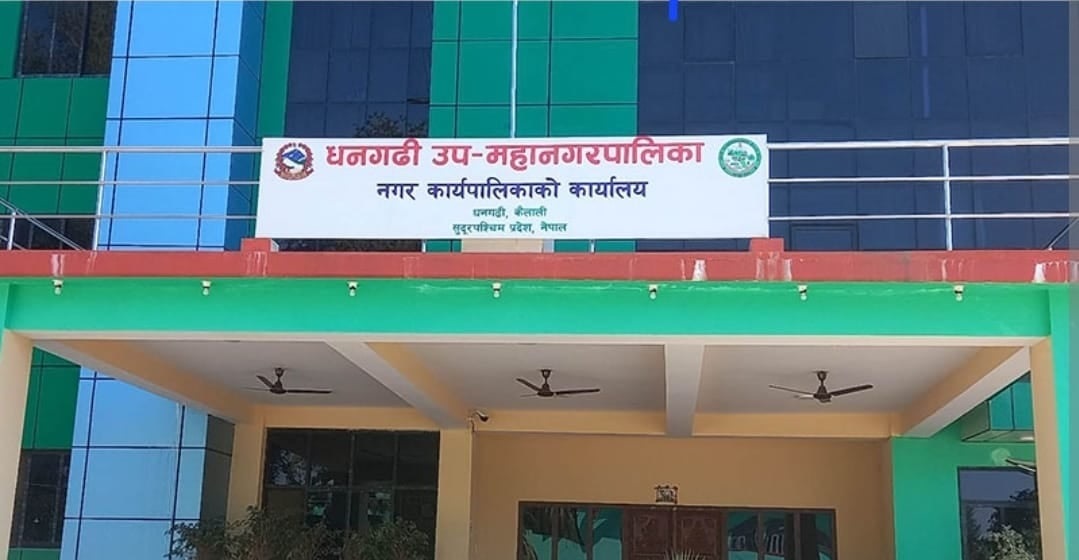 धनगढी उप-महानगरपालिका
नगर कार्यपालिकाको कार्यालय
धनगढी, कैलाली
सुदूरपश्चिम प्रदेश, नेपाल